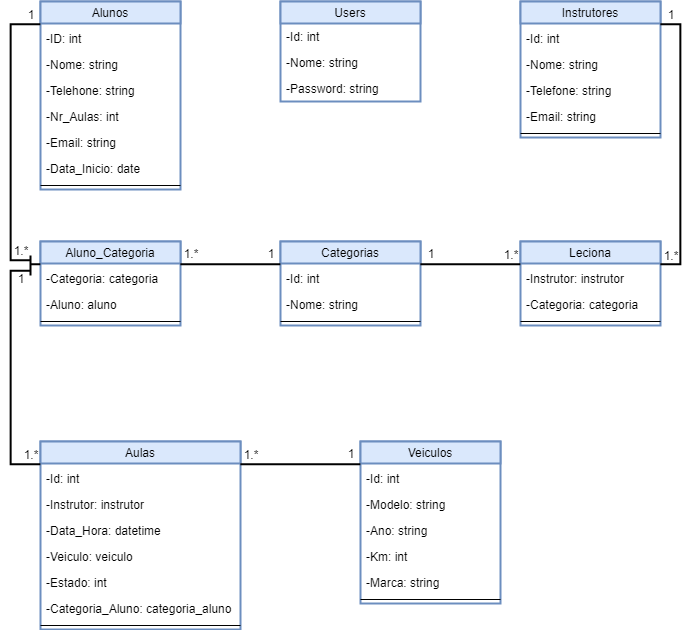 1
Alunos
-ID: int
-Nome: string
-Telehone: string
-Nr_Aulas: int
-Email: string
-Data_Inicio: date
Users
-Id: int
-Nome: string
-Password: string
Instrutores
1
-Id: int
-Nome: string
-Telefone: string
-Email: string
1.*
1
Aluno_Categoria
-Categoria: categoria
-Aluno: aluno
1.*
1
Categorias
-Id: int
-Nome: string
1
1.*
Leciona
-Instrutor: instrutor
-Categoria: categoria
1.*
1.*
Aulas
-Id: int
-Instrutor: instrutor
-Data_Hora: datetime
-Veiculo: veiculo
-Estado: int
-Categoria_Aluno: categoria_aluno
1.*
1
Veiculos
-Id: int
-Modelo: string
-Ano: string
-Km: int
-Marca: string